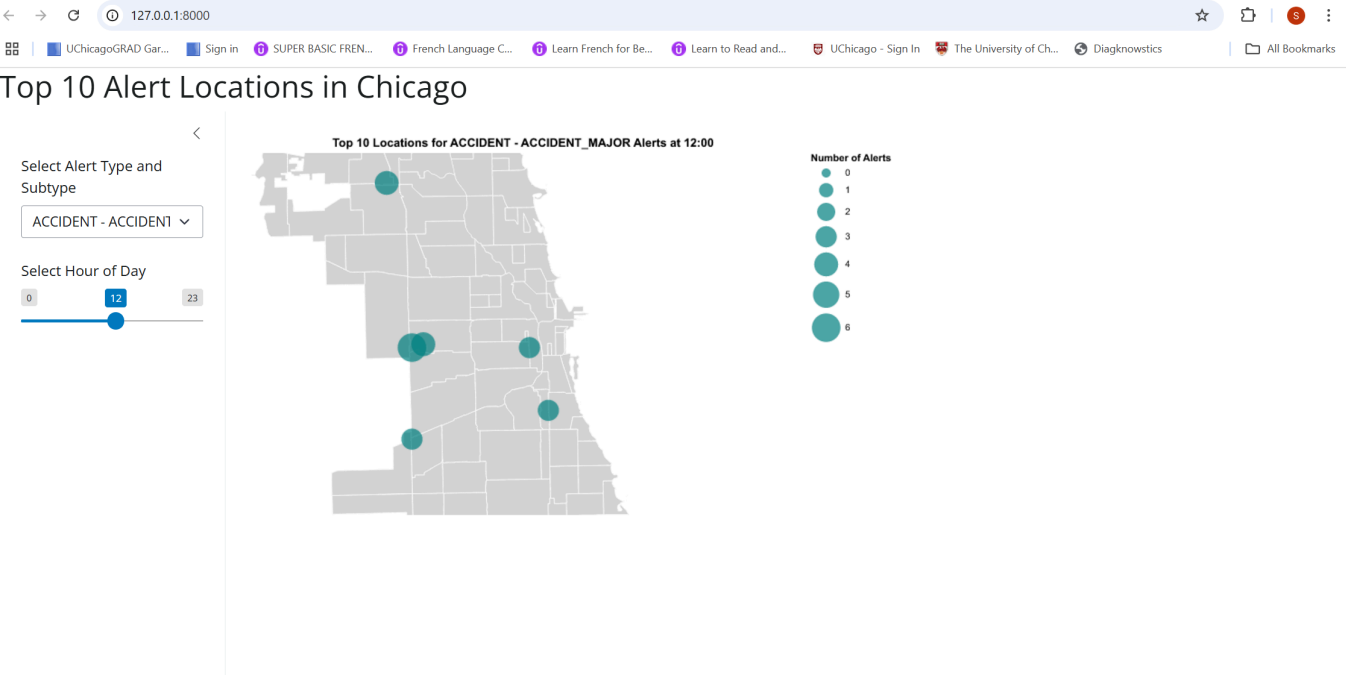 127.0.0.1:8000
S
UChicagoGRAD Gar...
Sign in
SUPER BASIC FREN...
French Language C...
Learn French for Be...
Learn to Read and...
UChicago - Sign In
The University of Ch...
Diagknowstics
All Bookmarks
Top 10 Alert Locations in Chicago
Select Alert Type and
Subtype
ACCIDENT - ACCIDENT
Select Hour of Day
0
12
23
Top 10 Locations for ACCIDENT - ACCIDENT_MAJOR Alerts at 12:00
Number of Alerts
0
1
2
3
4
5
6